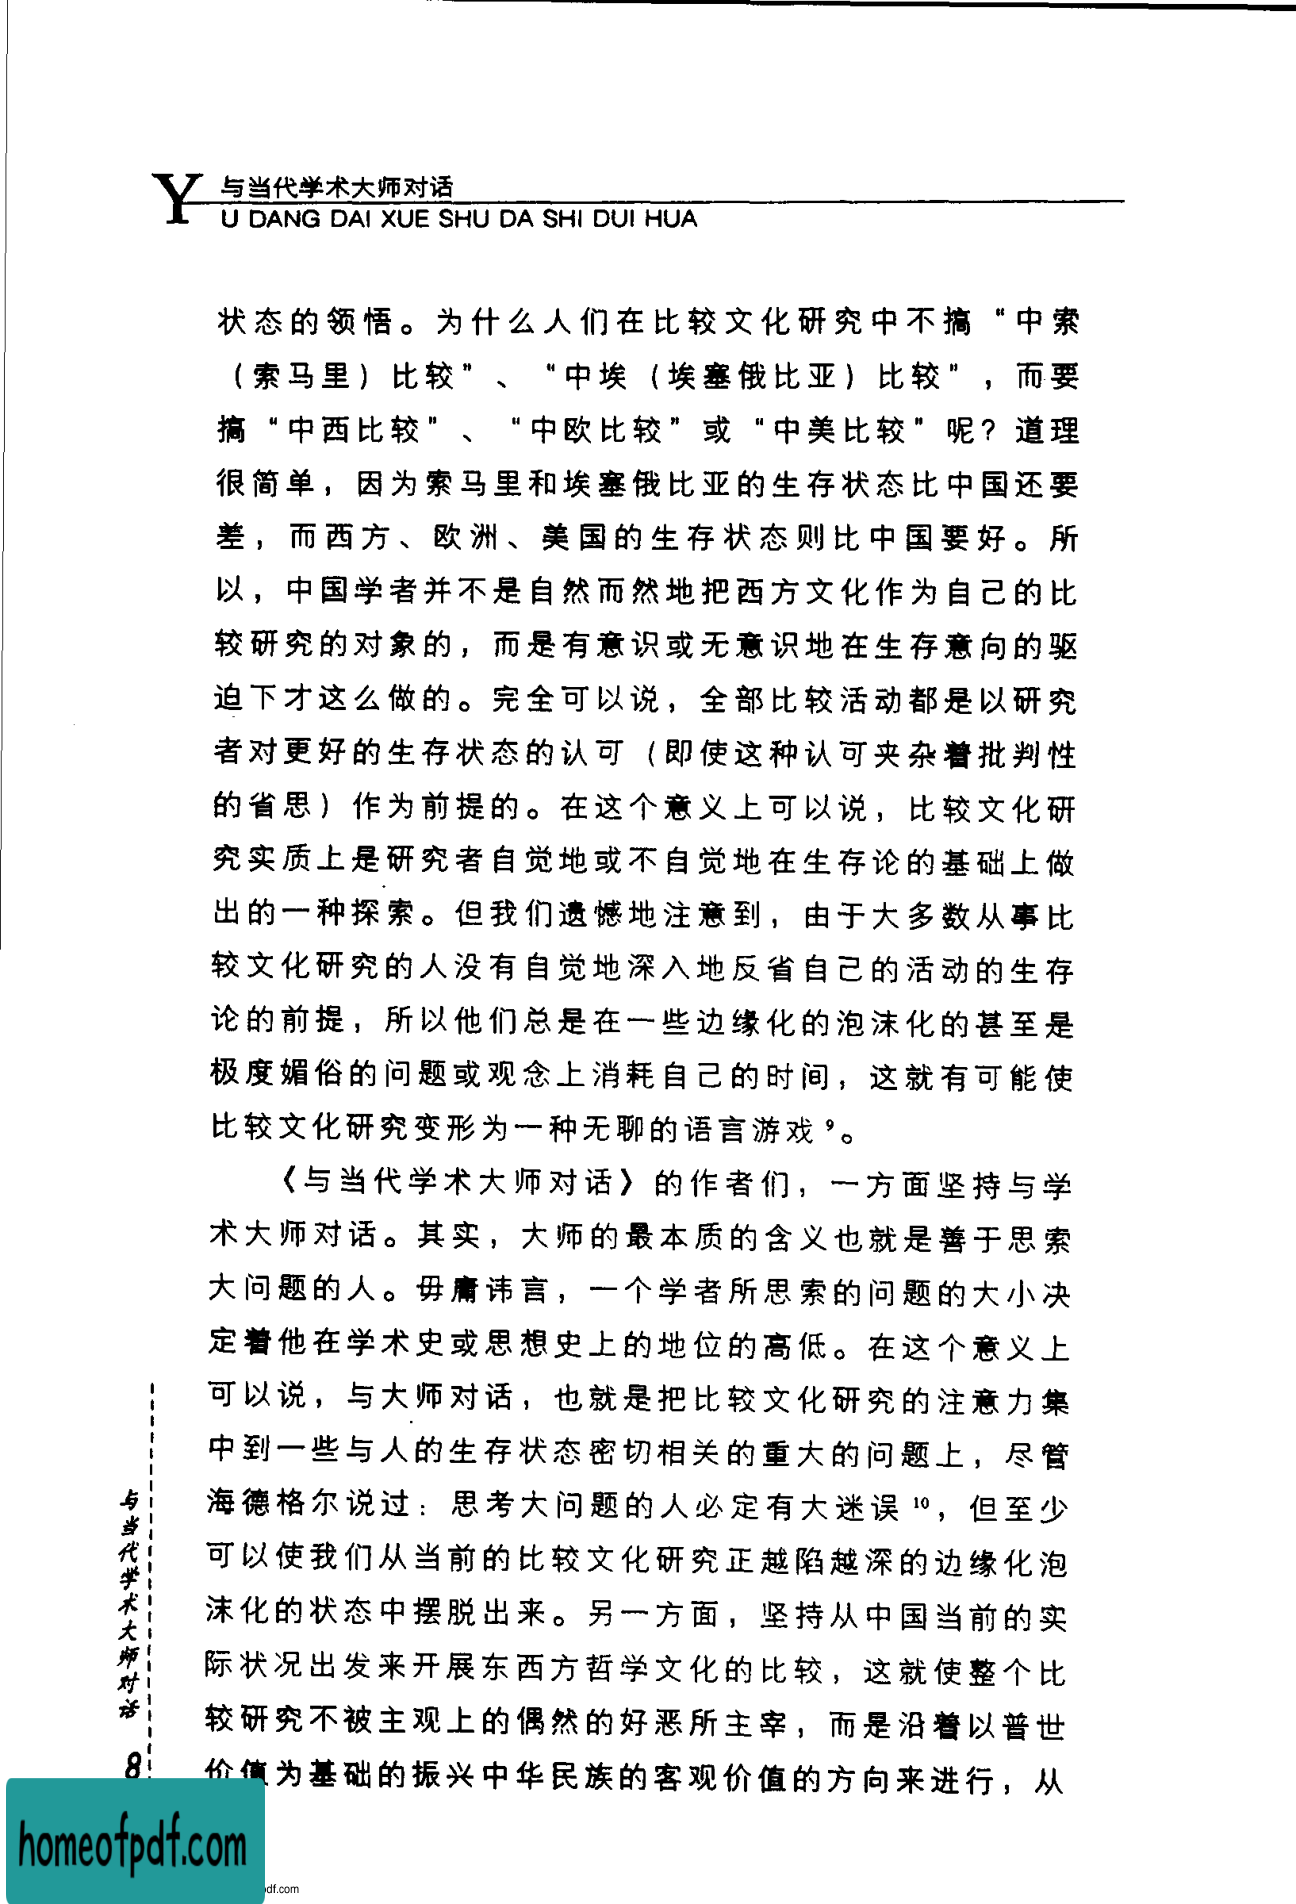 与当代学术大师对话
YU DANG DAI XUE SHU DA SHI DUI HUA
状态的领悟。为什么人们在比较文化研究中不搞“中索
（索马里）比较”、“中埃（埃塞俄比亚）比较”，而要
搞“中西比较”、“中欧比较”或“中美比较”呢？道理
很简单，因为索马里和埃塞俄比亚的生存状态比中国还要
差，而西方、欧洲、美国的生存状态则比中国要好。所
以，中国学者并不是自然而然地把西方文化作为自己的比
较研究的对象的，而是有意识或无意识地在生存意向的驱
迫下才这么做的。完全可以说，全部比较活动都是以研究
者对更好的生存状态的认可（即使这种认可夹杂着批判性
的省思）作为前提的。在这个意义上可以说，比较文化研
究实质上是研究者自觉地或不自觉地在生存论的基础上做
出的一种探索。但我们遗憾地注意到，由于大多数从事比
较文化研究的人没有自觉地深入地反省自己的活动的生存
论的前提，所以他们总是在一些边缘化的泡沫化的甚至是
极度媚俗的问题或观念上消耗自己的时间，这就有可能使
比较文化研究变形为一种无聊的语言游戏⁹。
《与当代学术大师对话》的作者们，一方面坚持与学
术大师对话。其实，大师的最本质的含义也就是善于思索
大问题的人。毋庸讳言，一个学者所思索的问题的大小决
定着他在学术史或思想史上的地位的高低。在这个意义上
可以说，与大师对话，也就是把比较文化研究的注意力集
中到一些与人的生存状态密切相关的重大的问题上，尽管
海德格尔说过：思考大问题的人必定有大迷误¹⁰，但至少
可以使我们从当前的比较文化研究正越陷越深的边缘化泡
沫化的状态中摆脱出来。另一方面，坚持从中国当前的实
际状况出发来开展东西方哲学文化的比较，这就使整个比
较研究不被主观上的偶然的好恶所主宰，而是沿着以普世
价值为基础的振兴中华民族的客观价值的方向来进行，从
与当代学术大师对话
8
homeofpdf.com
pdf.com